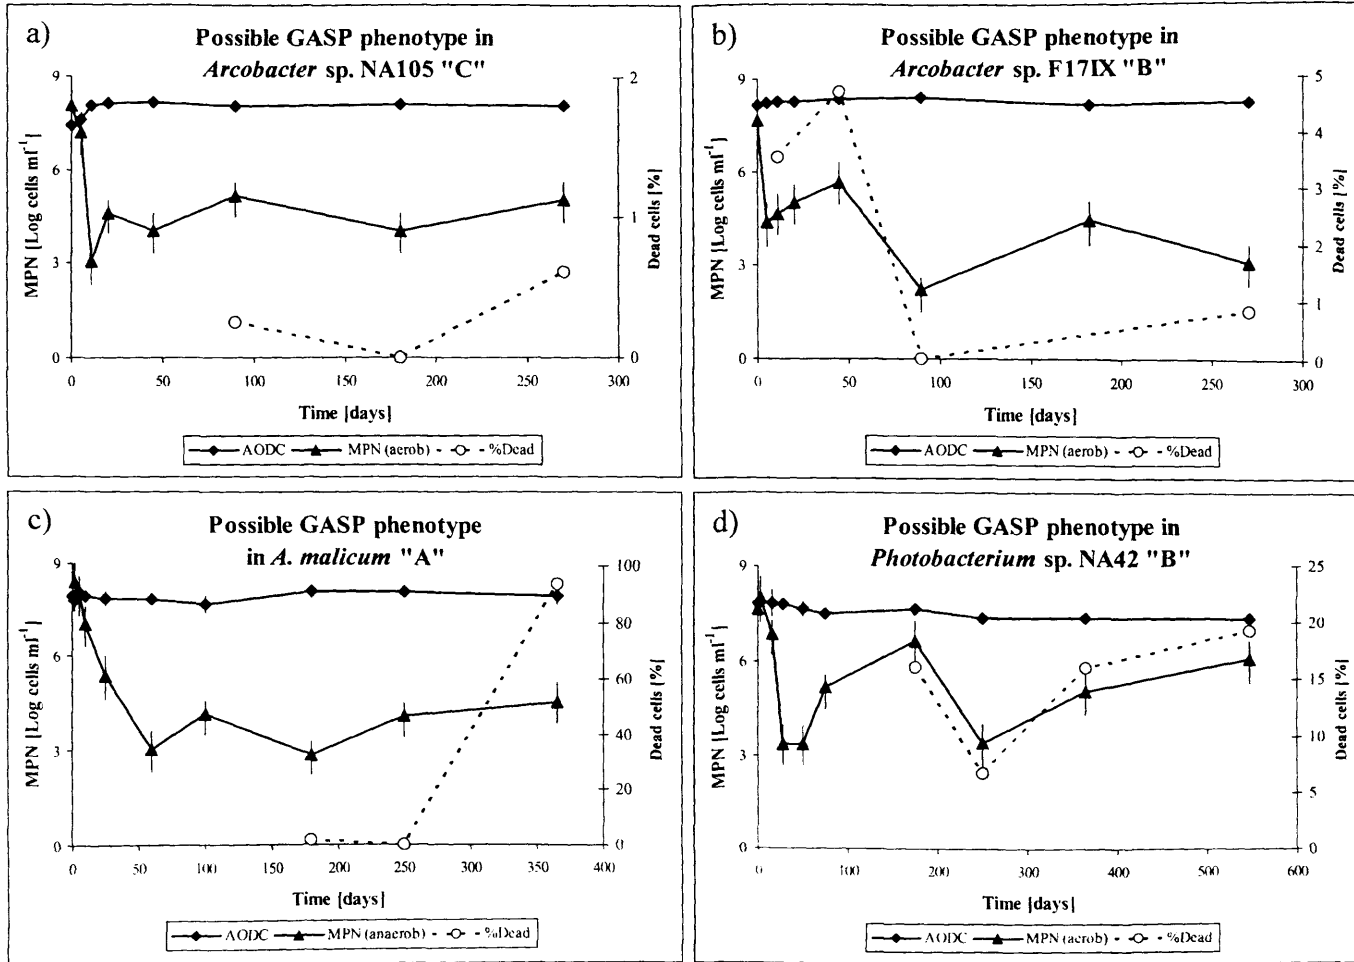 a)
Possible GASP phenotype in
Arcobacter sp. NA105 "C"
9
6
3
0
MPN [Log cells ml-1]
2
1
0
Dead cells [%]
0 50 100 150 200 250 300
Time [days]
AODC MPN (aerob) %Dead
b)
Possible GASP phenotype in
Arcobacter sp. F17IX "B"
9
6
3
0
MPN [Log cells ml-1]
5
4
3
2
1
0
Dead cells [%]
0 50 100 150 200 250 300
Time [days]
AODC MPN (aerob) %Dead
c)
Possible GASP phenotype
in A. malicum "A"
9
6
3
0
MPN [Log cells ml-1]
100
80
60
40
20
0
Dead cells [%]
0 50 100 150 200 250 300 350 400
Time [days]
AODC MPN (anaerob) %Dead
d)
Possible GASP phenotype in
Photobacterium sp. NA42 "B"
9
6
3
0
MPN [Log cells ml-1]
25
20
15
10
5
0
Dead cells [%]
0 100 200 300 400 500 600
Time [days]
AODC MPN (aerob) %Dead